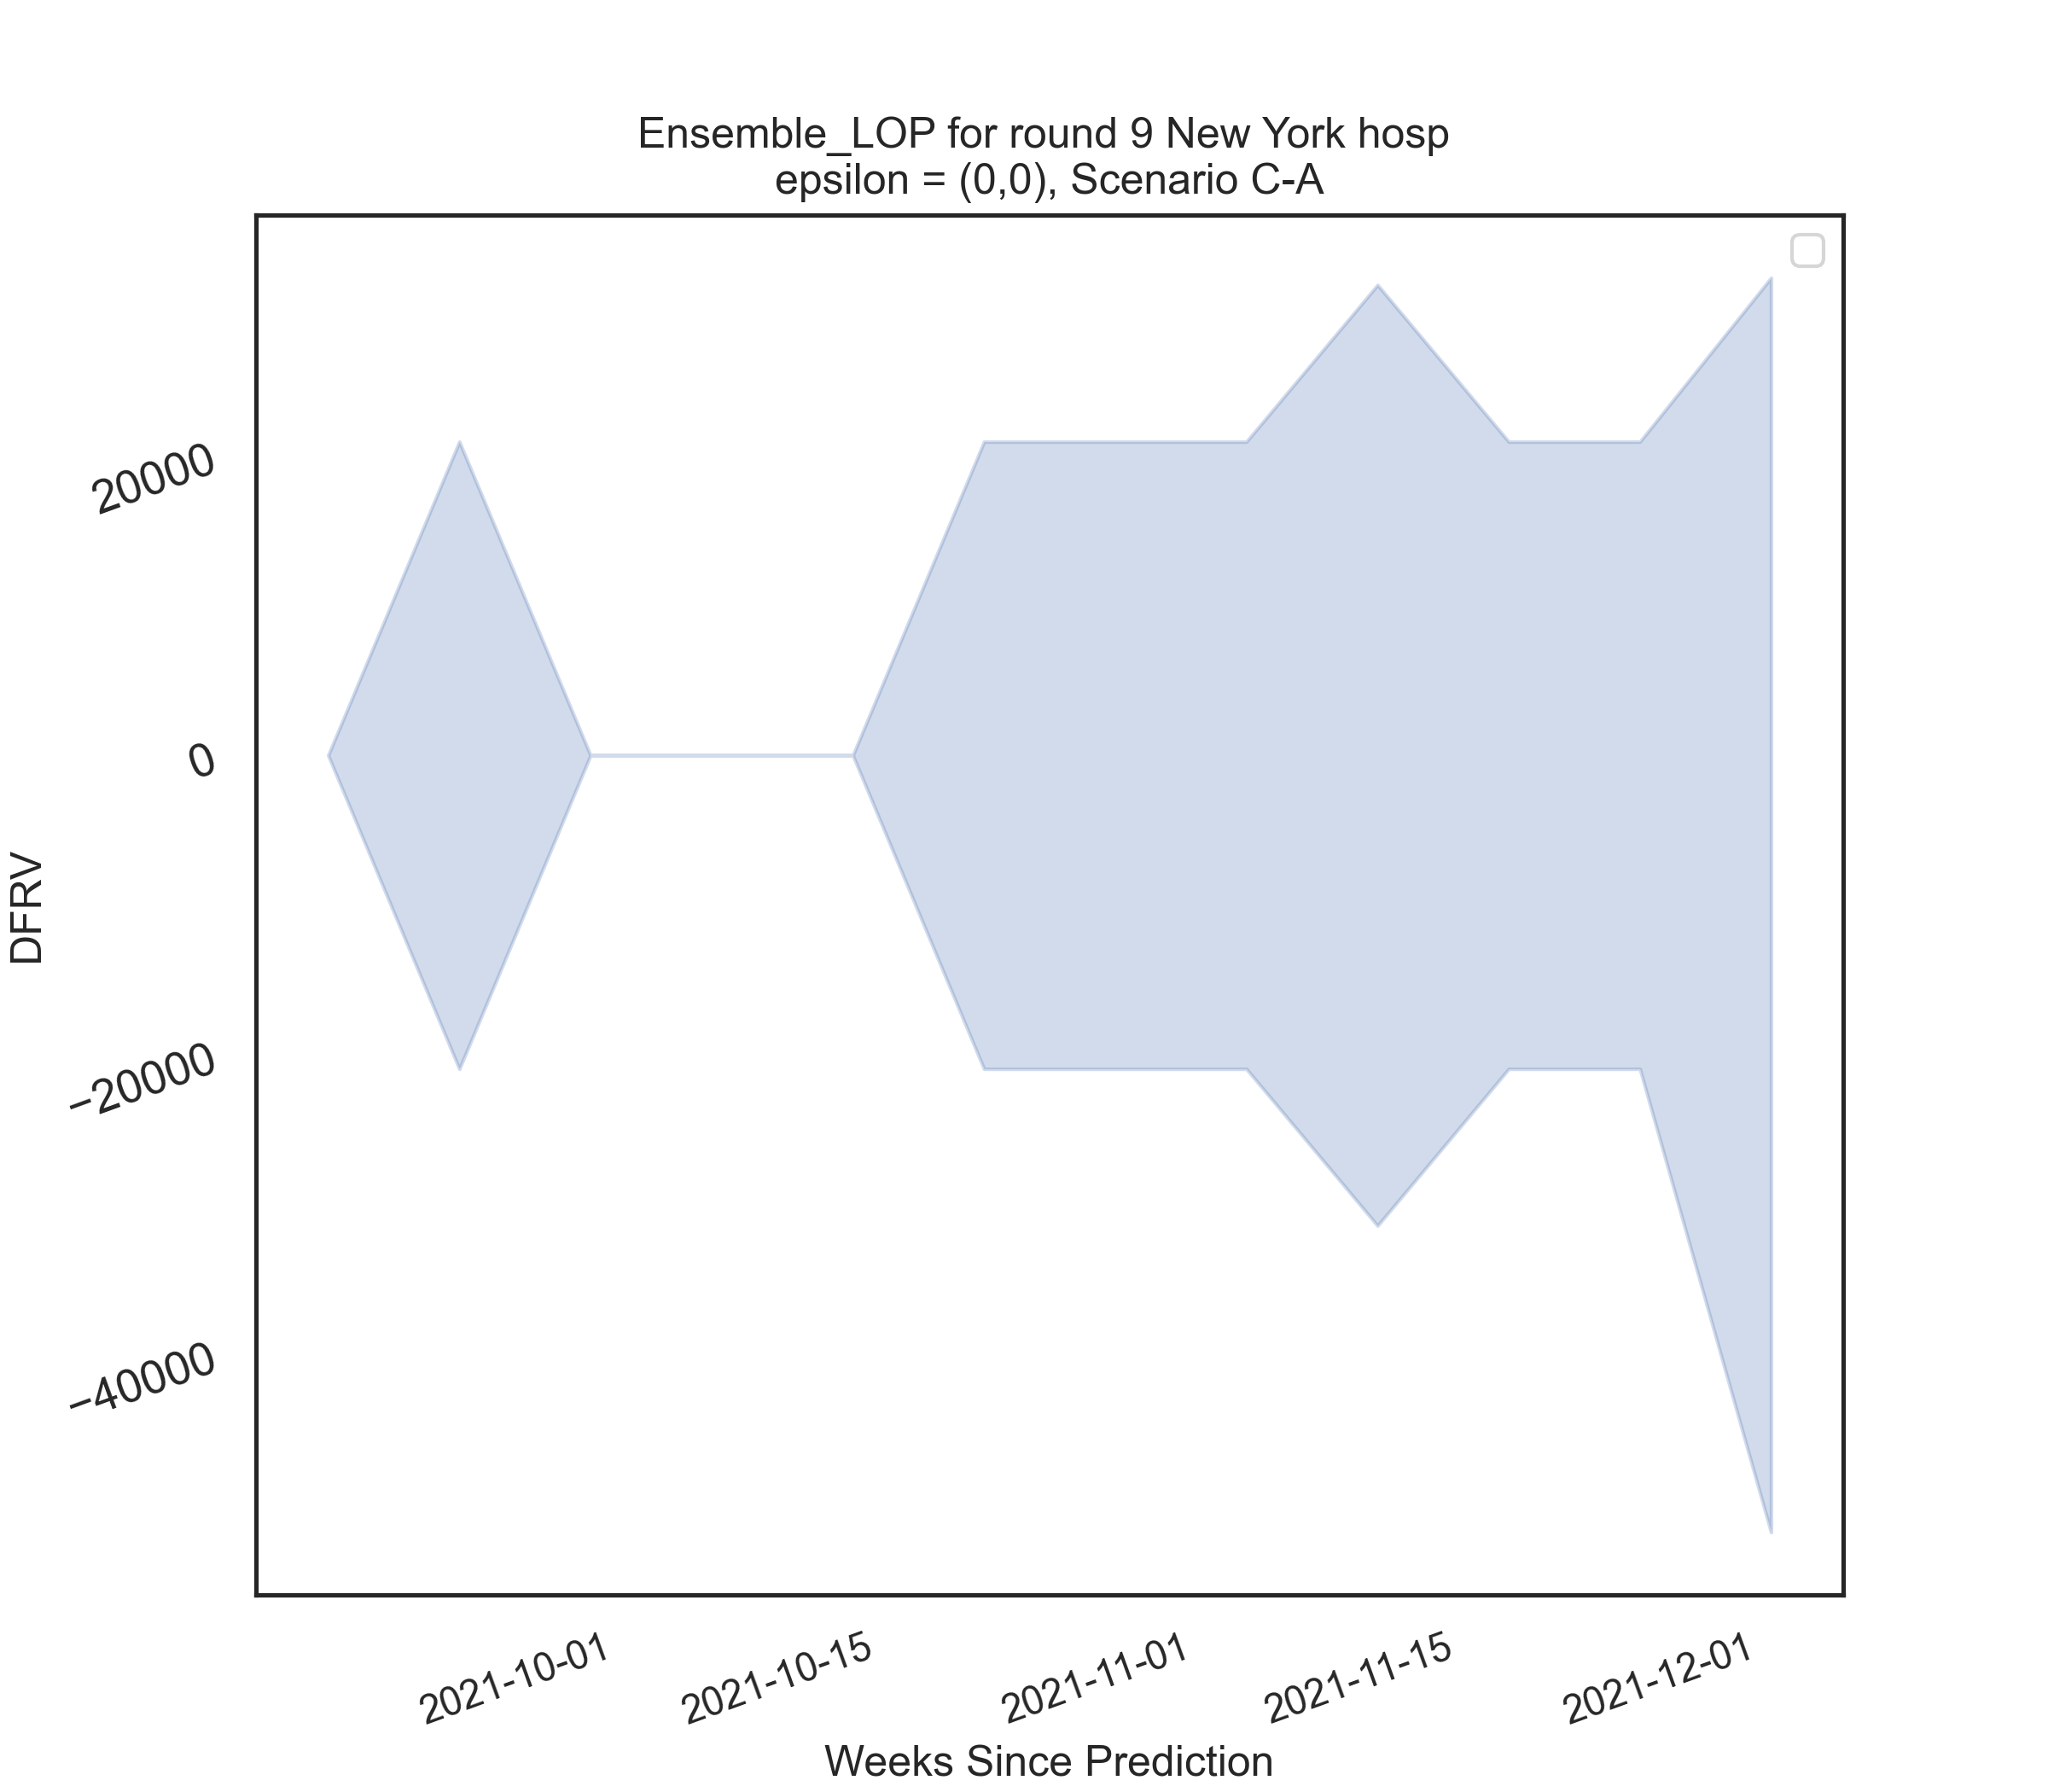 Ensemble_LOP for round 9 New York hosp
epsilon = (0,0), Scenario C-A
20000
0
−20000
−40000
DFRV
2021-10-01
2021-10-15
2021-11-01
2021-11-15
2021-12-01
Weeks Since Prediction